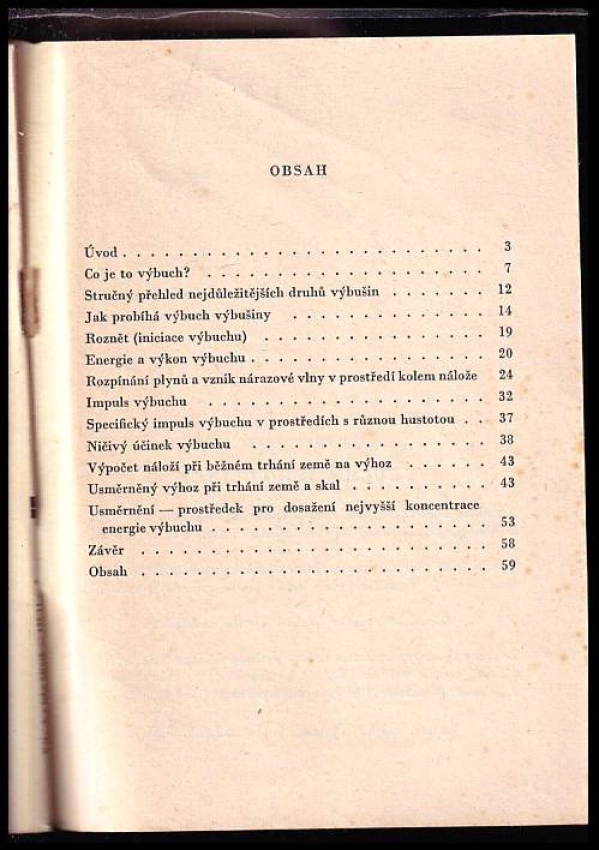 OBSAH
Úvod . . . . . . . . . . . . . . . . . . . . . . . . . . . 3
Co je to výbuch? . . . . . . . . . . . . . . . . . . . . . 7
Stručný přehled nejdůležitějších druhů výbušin . . . . . . . 12
Jak probíhá výbuch výbušiny . . . . . . . . . . . . . . 14
Roznět (iniciace výbuchu) . . . . . . . . . . . . . . . . 19
Energie a výkon výbuchu . . . . . . . . . . . . . . . . . 20
Rozpínání plynů a vznik nárazové vlny v prostředí kolem nálože 24
Impuls výbuchu . . . . . . . . . . . . . . . . . . . . 32
Specifický impuls výbuchu v prostředích s různou hustotou . . 37
Ničivý účinek výbuchu . . . . . . . . . . . . . . . . . 38
Výpočet náloží při běžném trhání země na výhoz . . . . . . 43
Usměrněný výhoz při trhání země a skal . . . . . . . . . . 43
Usměrnění — prostředek pro dosažení nejvyšší koncentrace
energie výbuchu . . . . . . . . . . . . . . . . . . . . 53
Závěr . . . . . . . . . . . . . . . . . . . . . . . . . . 58
Obsah . . . . . . . . . . . . . . . . . . . . . . . . . . 59